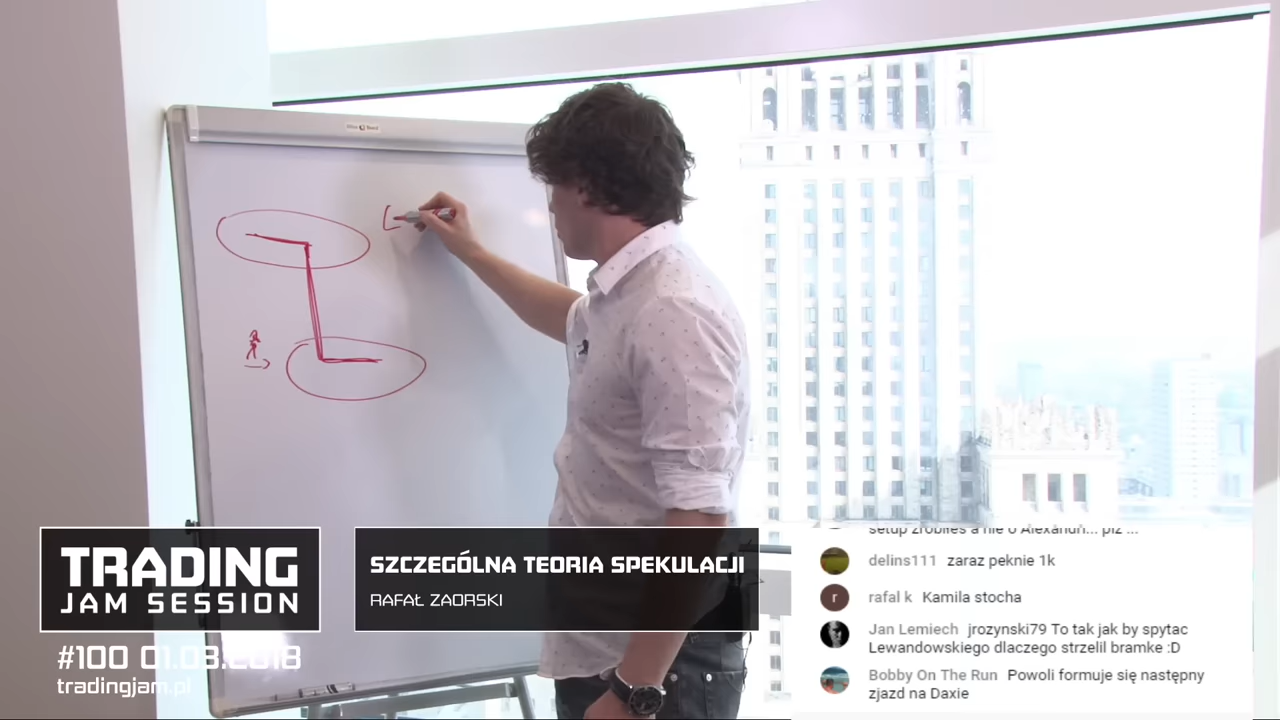 TRADING
JAM SESSION
#100 01.03.2018
tradingjam.pl
SZCZEGÓLNA TEORIA SPEKULACJI
RAFAŁ ZAORSKI
delins111 zaraz peknie 1k
rafal k Kamila stocha
Jan Lemiech jrozynski79 To tak jak by spytac
Lewandowskiego dlaczego strzelil bramke :D
Bobby On The Run Powoli formuje się następny
zjazd na Daxie